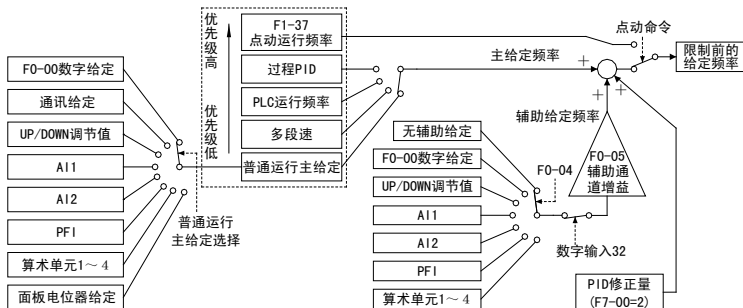 优先级高
优先级低
F1-37
点动运行频率
过程PID
PLC运行频率
多段速
普通运行主给定
F0-00数字给定
通讯给定
UP/DOWN调节值
AI1
AI2
PFI
算术单元1～4
面板电位器给定
普通运行
主给定选择
主给定频率
点动命令
限制前的
给定频率
+
+
+
辅助给定频率
F0-05
辅助通
道增益
无辅助给定
F0-00数字给定
UP/DOWN调节值
AI1
AI2
PFI
算术单元1～4
F0-04
数字输入32
PID修正量
(F7-00=2)